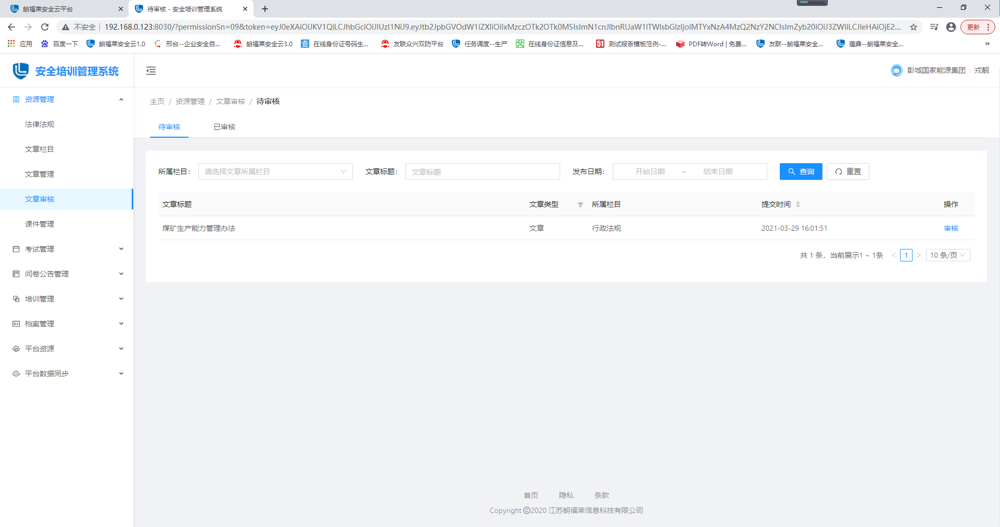 朗福莱安全云平台
待审核 - 安全培训管理系统
不安全 192.168.0.123:8030/?permissionSn=09&token=eyJ0eXAiOiJKV1QiLCJhbGciOiJIUzI1NiJ9.eyJtb2JpbGVOdW1iZXIiOiIxMzczOTk2OTk0MSIsImN1cnJlbnRUaW1lTWlsbGlzIjoiMTYxNzA4MzQ2NzY2NCIsImZyb20iOiJ3ZWIiLCJleHAiOjE2... 更新
应用 百度一下 朗福莱安全云1.0 邢台--企业安全自... 朗福莱安全云3.0 在线身份证号码生... 友联众兴双防平台 任务调度--生产 在线身份证信息及... 测试报告模板范例-... PDF转Word | 免费... 友联--朗福莱安全... 蕴鼎--朗福莱安全... »
安全培训管理系统
彭城国家能源集团 戎靓
资源管理
法律法规
文章栏目
文章管理
文章审核
课件管理
考试管理
问卷公告管理
培训管理
档案管理
平台资源
平台数据同步
主页 / 资源管理 / 文章审核 / 待审核
待审核 已审核
所属栏目: 请选择文章所属栏目 文章标题: 文章标题 发布日期: 开始日期 ~ 结束日期 查询 重置
文章标题 文章类型 所属栏目 提交时间 操作
煤矿生产能力管理办法 文章 行政法规 2021-03-29 16:01:51 审核
共 1 条，当前展示1 ~ 1条 < 1 > 10 条/页
首页 隐私 条款
Copyright ©2020 江苏朗福莱信息科技有限公司